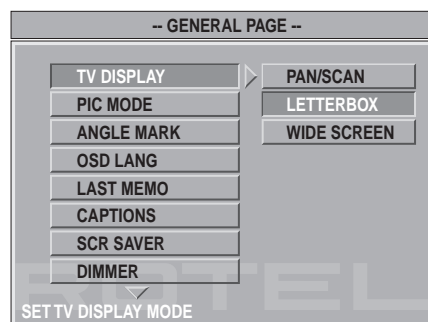 -- GENERAL PAGE --
TV DISPLAY
PAN/SCAN
PIC MODE
LETTERBOX
ANGLE MARK
WIDE SCREEN
OSD LANG
LAST MEMO
CAPTIONS
SCR SAVER
DIMMER
ROTEL
SET TV DISPLAY MODE